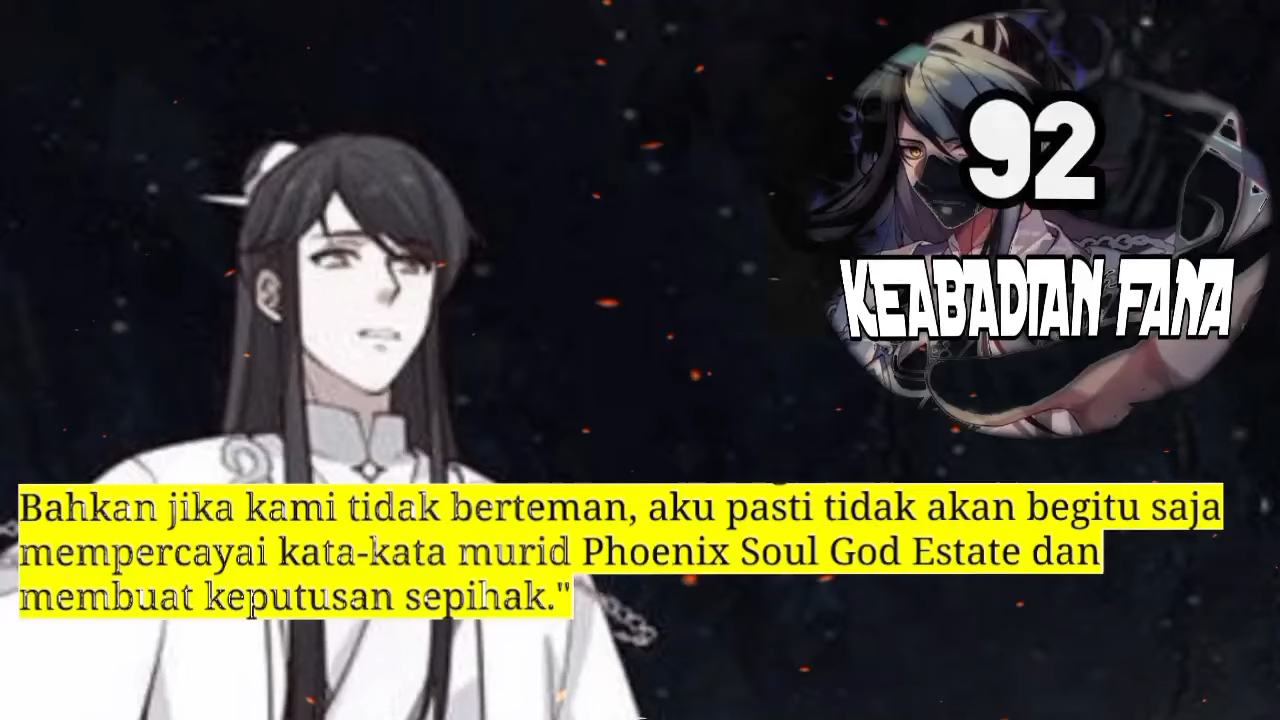 92
KEABADIAN FANA
Bahkan jika kami tidak berteman, aku pasti tidak akan begitu saja
mempercayai kata-kata murid Phoenix Soul God Estate dan
membuat keputusan sepihak."